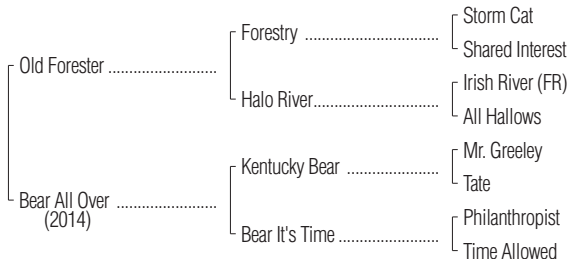 Storm Cat
Forestry ..............................
Shared Interest
Old Forester ........................
Irish River (FR)
Halo River............................
All Hallows
Mr. Greeley
Kentucky Bear ....................
Tate
Bear All Over ......................
(2014)
Philanthropist
Bear It's Time ......................
Time Allowed